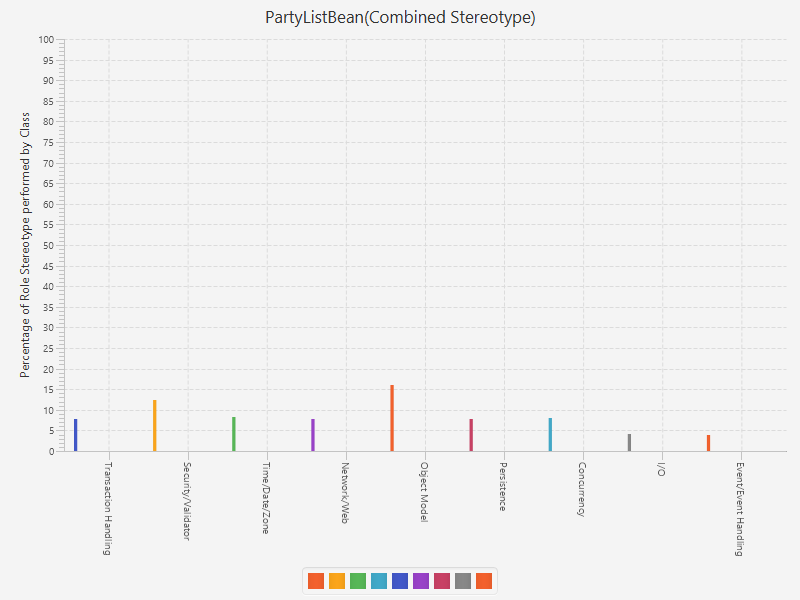 PartyListBean(Combined Stereotype)
Percentage of Role Stereotype performed by Class
100
95
90
85
80
75
70
65
60
55
50
45
40
35
30
25
20
15
10
5
0
Transaction Handling
Security/Validator
Time/Date/Zone
Network/Web
Object Model
Persistence
Concurrency
I/O
Event/Event Handling